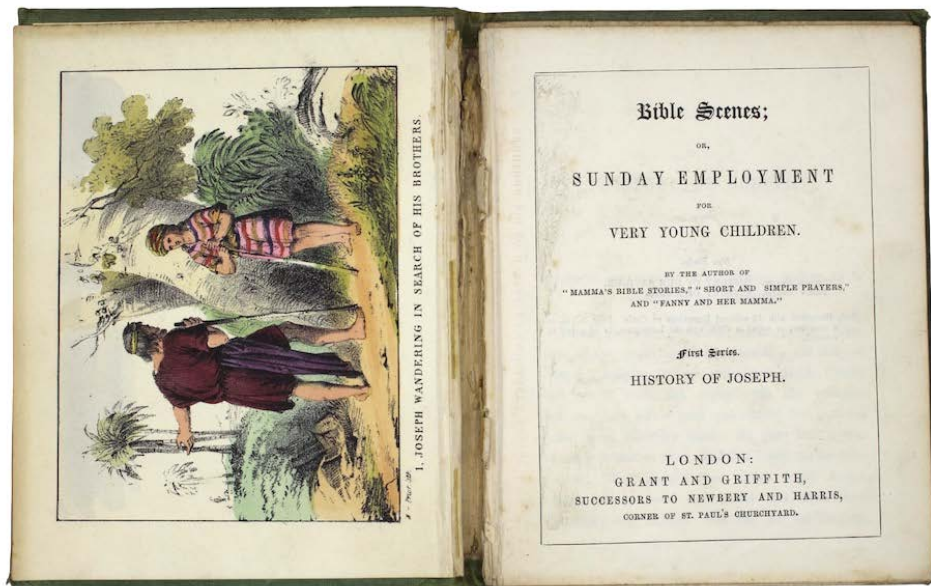 1, JOSEPH WANDERING IN SEARCH OF HIS BROTHERS.
Bible Scenes;
OR,
SUNDAY EMPLOYMENT
FOR
VERY YOUNG CHILDREN.
BY THE AUTHOR OF
"MAMMA'S BIBLE STORIES," "SHORT AND SIMPLE PRAYERS,"
AND "FANNY AND HER MAMMA."
First Series.
HISTORY OF JOSEPH.
LONDON:
GRANT AND GRIFFITH,
SUCCESSORS TO NEWBERY AND HARRIS,
CORNER OF ST. PAUL'S CHURCHYARD.